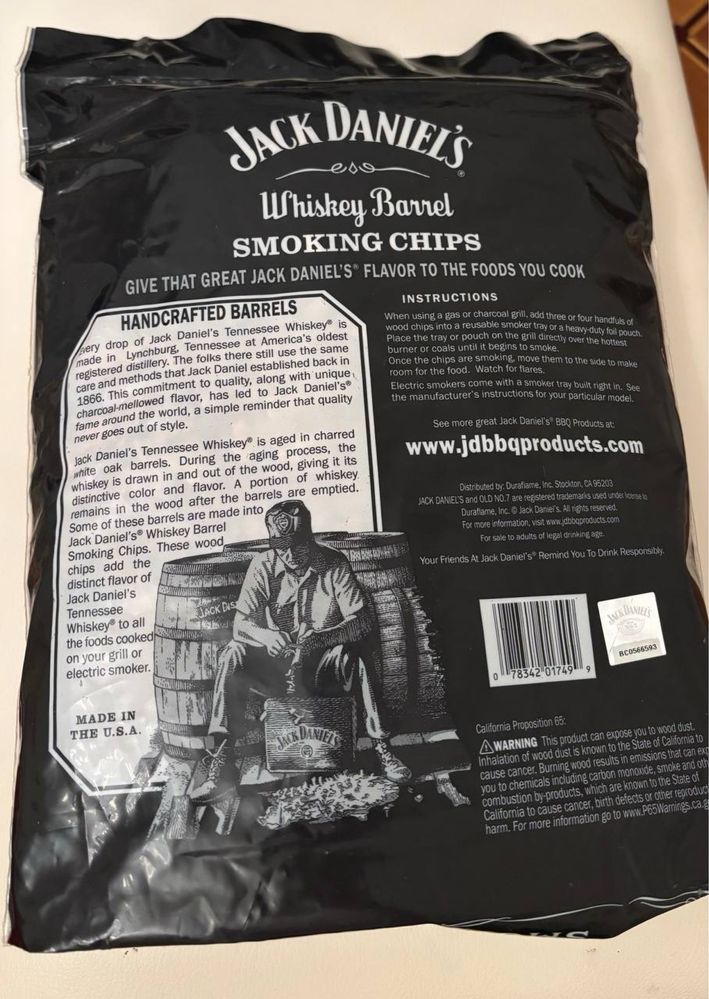 JACK DANIEL'S
®
Whiskey Barrel
SMOKING CHIPS
GIVE THAT GREAT JACK DANIEL'S® FLAVOR TO THE FOODS YOU COOK
HANDCRAFTED BARRELS
Every drop of Jack Daniel's Tennessee Whiskey® is
made in Lynchburg, Tennessee at America's oldest
registered distillery. The folks there still use the same
care and methods that Jack Daniel established back in
1866. This commitment to quality, along with unique
charcoal-mellowed flavor, has led to Jack Daniel's®
fame around the world, a simple reminder that quality
never goes out of style.
Jack Daniel's Tennessee Whiskey® is aged in charred
white oak barrels. During the aging process, the
whiskey is drawn in and out of the wood, giving it its
distinctive color and flavor. A portion of whiskey
remains in the wood after the barrels are emptied.
Some of these barrels are made into
Jack Daniel's® Whiskey Barrel
Smoking Chips. These wood
chips add the
distinct flavor of
Jack Daniel's
Tennessee
Whiskey® to all
the foods cooked
on your grill or
electric smoker.
MADE IN
THE U.S.A.
JACK DAS
JACK DANIEL'S
INSTRUCTIONS
When using a gas or charcoal grill, add three or four handfuls of
wood chips into a reusable smoker tray or a heavy-duty foil pouch.
Place the tray or pouch on the grill directly over the hottest
burner or coals until it begins to smoke.
Once the chips are smoking, move them to the side to make
room for the food. Watch for flares.
Electric smokers come with a smoker tray built right in. See
the manufacturer's instructions for your particular model.
See more great Jack Daniel's® BBQ Products at:
www.jdbbqproducts.com
Distributed by: Duraflame, Inc. Stockton, CA 95203
JACK DANIEL'S and OLD NO.7 are registered trademarks used under license to
Duraflame, Inc. © Jack Daniel's. All rights reserved.
For more information, visit www.jdbbqproducts.com
For sale to adults of legal drinking age.
Your Friends At Jack Daniel's® Remind You To Drink Responsibly.
0 78342 01749 9
JACK DANIEL'S
BC0566593
California Proposition 65:
WARNING This product can expose you to wood dust.
Inhalation of wood dust is known to the State of California to
cause cancer. Burning wood results in emissions that can exp
you to chemicals including carbon monoxide, smoke and oth
combustion by-products, which are known to the State of
California to cause cancer, birth defects or other reproduc
harm. For more information go to www.P65Warnings.ca.g